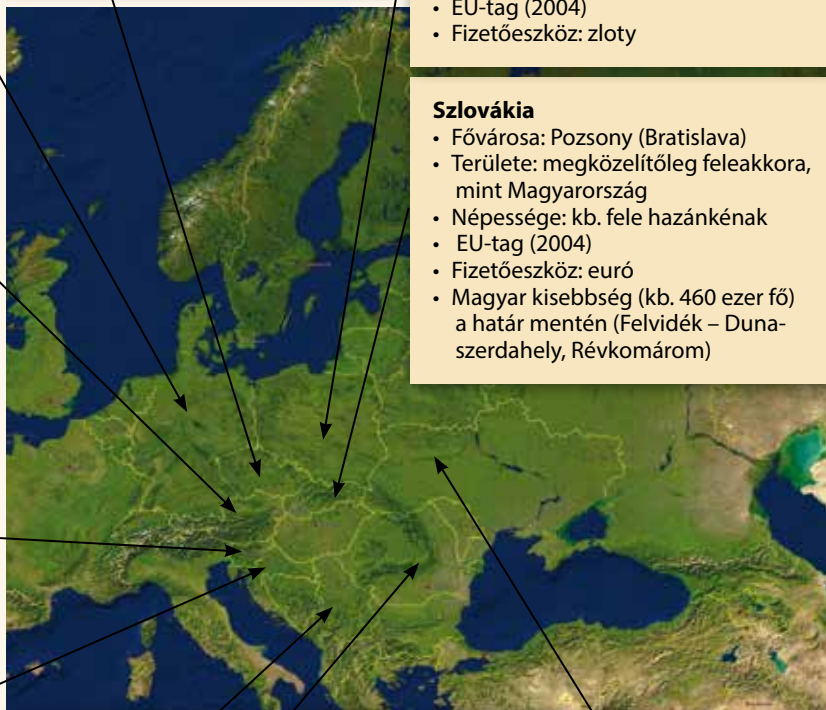 • EU-tag (2004)
• Fizetőeszköz: zloty
Szlovákia
• Fővárosa: Pozsony (Bratislava)
• Területe: megközelítőleg feleakkora,
mint Magyarország
• Népessége: kb. fele hazánkénak
• EU-tag (2004)
• Fizetőeszköz: euró
• Magyar kisebbség (kb. 460 ezer fő)
a határ mentén (Felvidék – Duna-
szerdahely, Révkomárom)